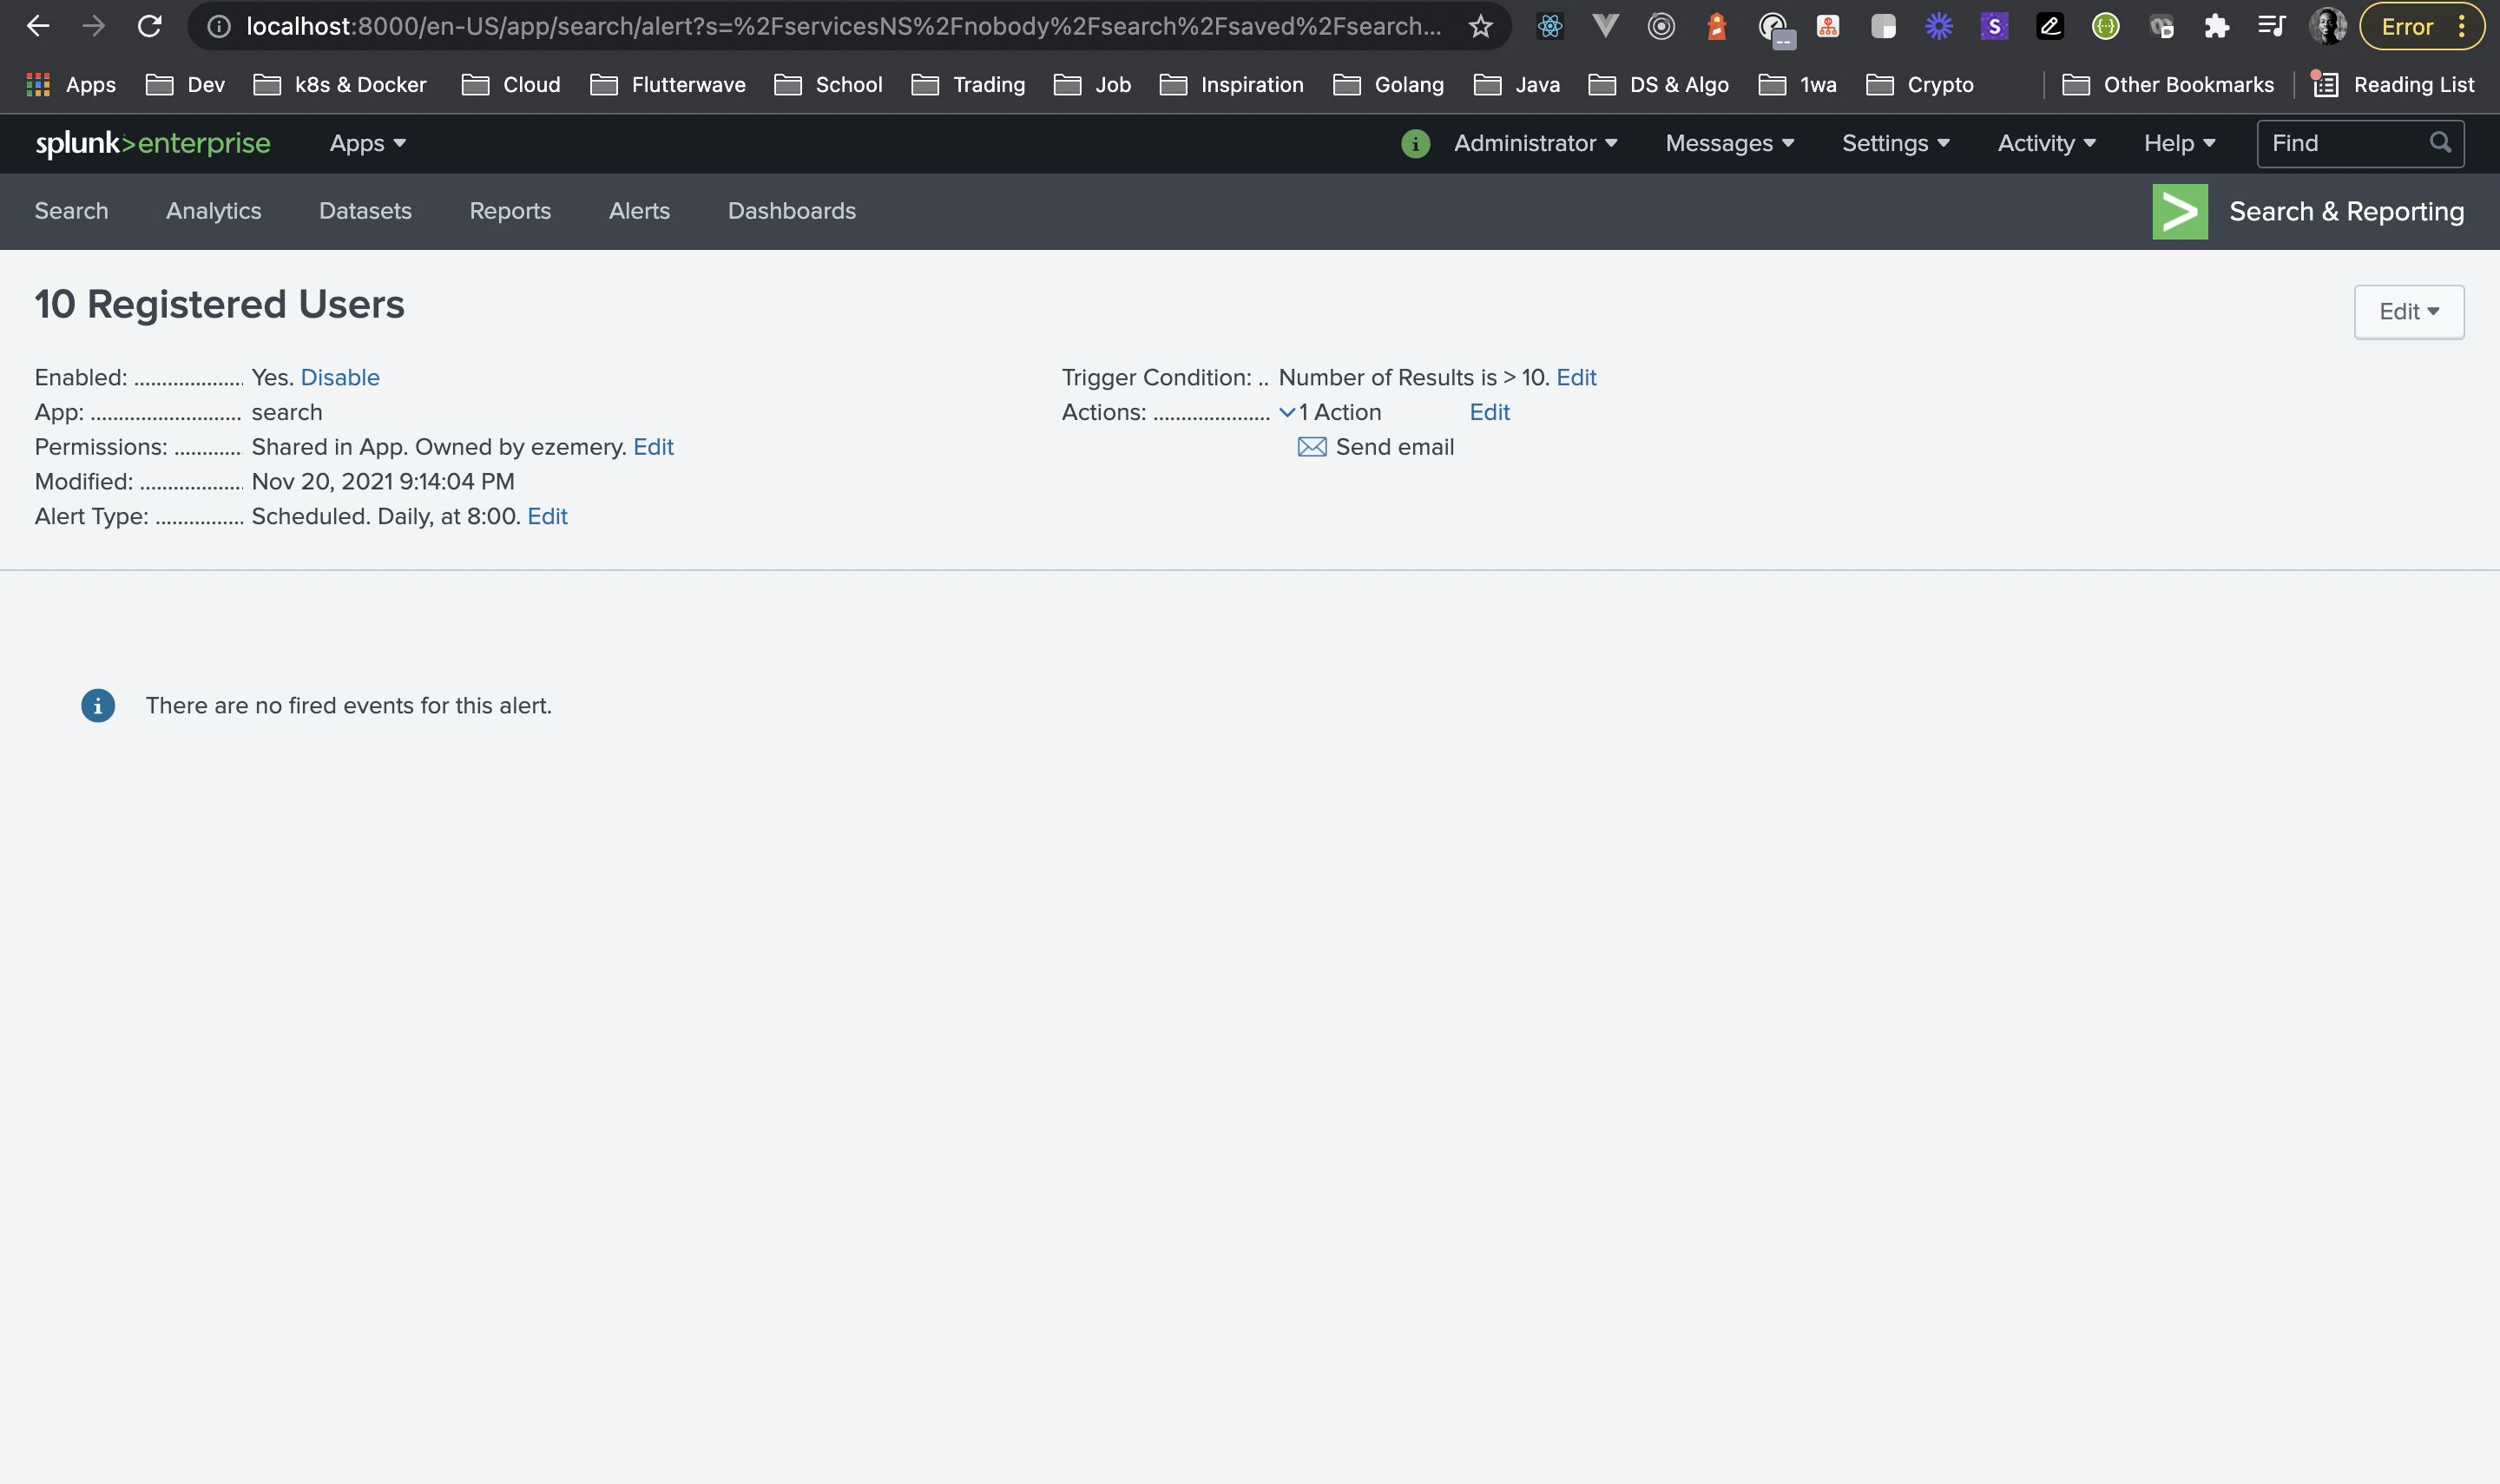 localhost:8000/en-US/app/search/alert?s=%2FservicesNS%2Fnobody%2Fsearch%2Fsaved%2Fsearch... Error
Apps Dev k8s & Docker Cloud Flutterwave School Trading Job Inspiration Golang Java DS & Algo 1wa Crypto Other Bookmarks Reading List
splunk>enterprise Apps Administrator Messages Settings Activity Help Find
Search Analytics Datasets Reports Alerts Dashboards Search & Reporting
10 Registered Users Edit
Enabled: ................... Yes. Disable
App: ........................... search
Permissions: ............ Shared in App. Owned by ezemery. Edit
Modified: .................. Nov 20, 2021 9:14:04 PM
Alert Type: ................ Scheduled. Daily, at 8:00. Edit
Trigger Condition: .. Number of Results is > 10. Edit
Actions: ..................... 1 Action Edit
Send email
There are no fired events for this alert.